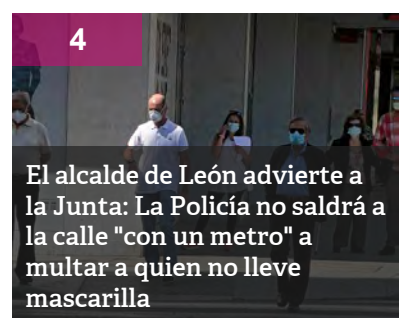 4
El alcalde de León advierte a
la Junta: La Policía no saldrá a
la calle "con un metro" a
multar a quien no lleve
mascarilla